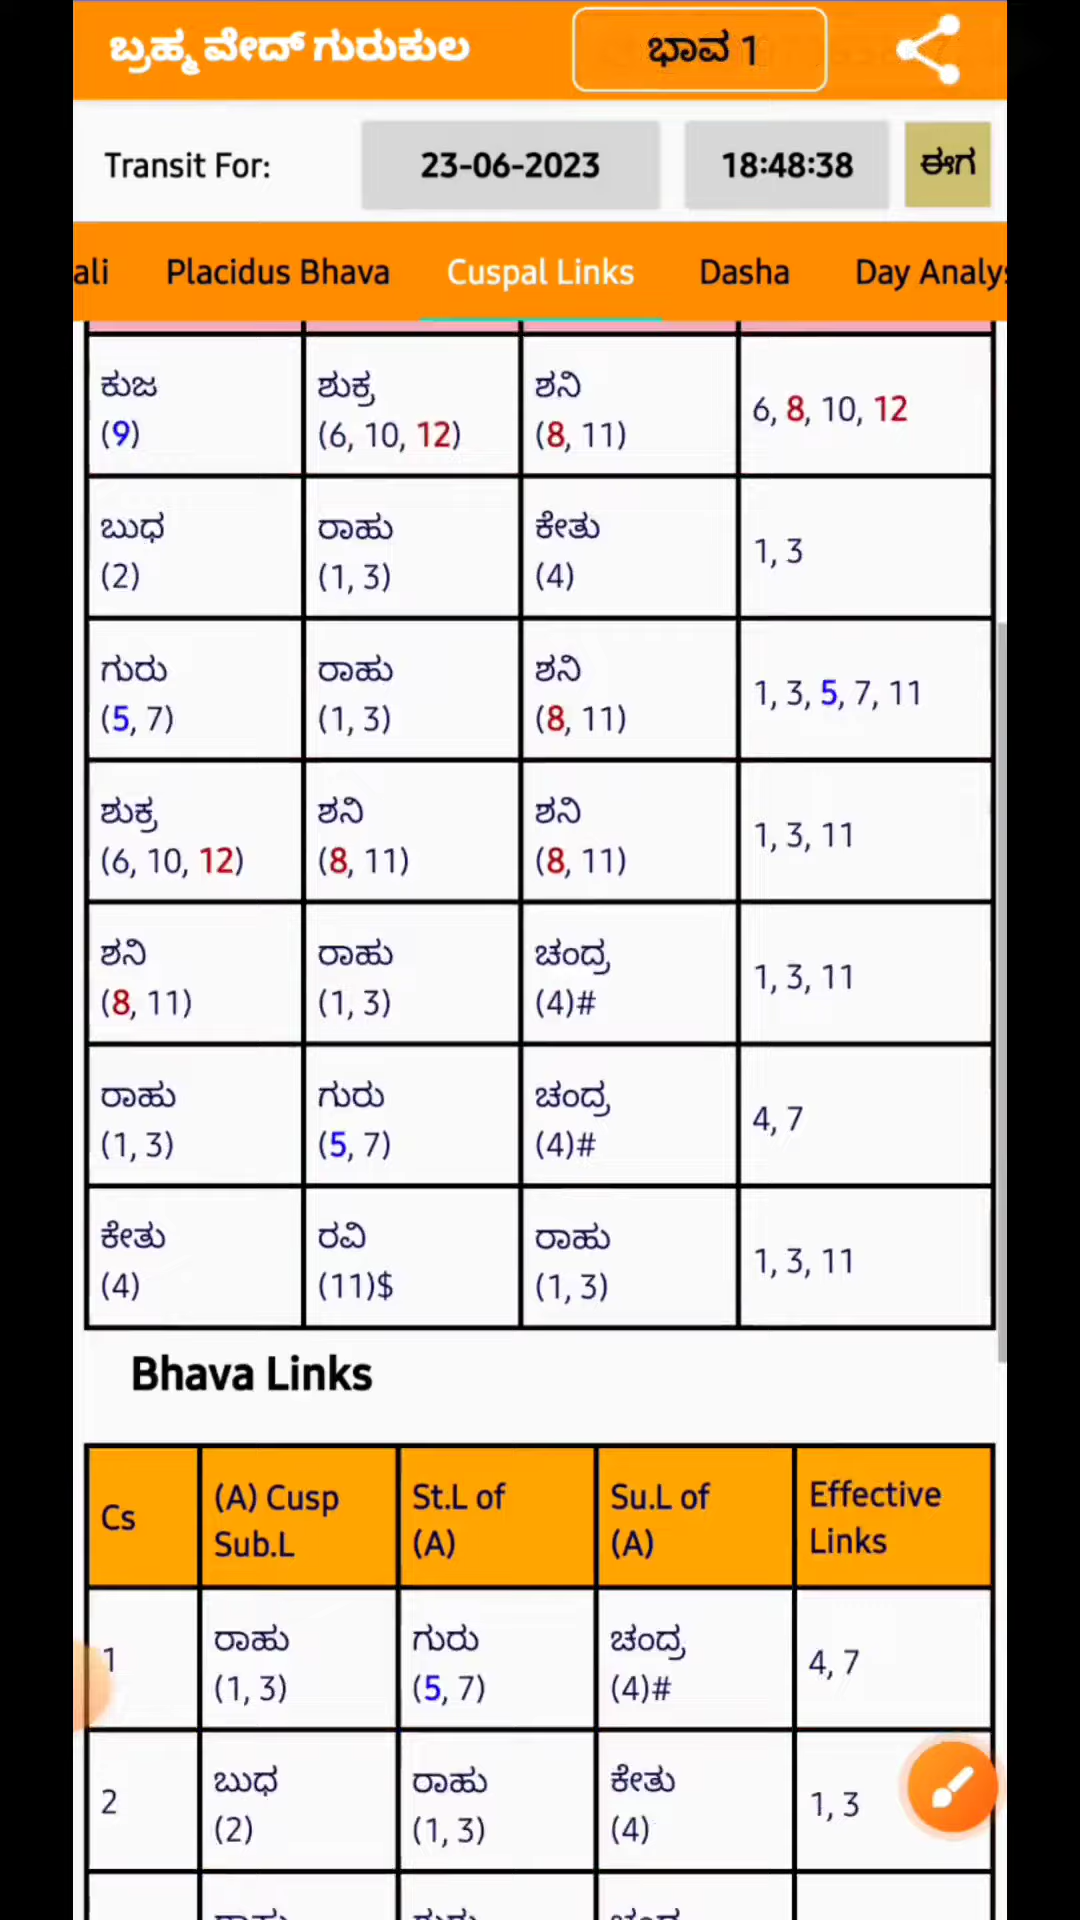 ಬ್ರಹ್ಮ ವೇದ್ ಗುರುಕುಲ ಭಾವ 1
Transit For: 23-06-2023 18:48:38 ಈಗ
ali Placidus Bhava Cuspal Links Dasha Day Analys
ಕುಜ ಶುಕ್ರ ಶನಿ 6, 8, 10, 12
(9) (6, 10, 12) (8, 11)
ಬುಧ ರಾಹು ಕೇತು 1, 3
(2) (1, 3) (4)
ಗುರು ರಾಹು ಶನಿ 1, 3, 5, 7, 11
(5, 7) (1, 3) (8, 11)
ಶುಕ್ರ ಶನಿ ಶನಿ 1, 3, 11
(6, 10, 12) (8, 11) (8, 11)
ಶನಿ ರಾಹು ಚಂದ್ರ 1, 3, 11
(8, 11) (1, 3) (4)#
ರಾಹು ಗುರು ಚಂದ್ರ 4, 7
(1, 3) (5, 7) (4)#
ಕೇತು ರವಿ ರಾಹು 1, 3, 11
(4) (11)$ (1, 3)
Bhava Links
Cs (A) Cusp St.L of Su.L of Effective
Sub.L (A) (A) Links
1 ರಾಹು ಗುರು ಚಂದ್ರ 4, 7
(1, 3) (5, 7) (4)#
2 ಬುಧ ರಾಹು ಕೇತು 1, 3
(2) (1, 3) (4)